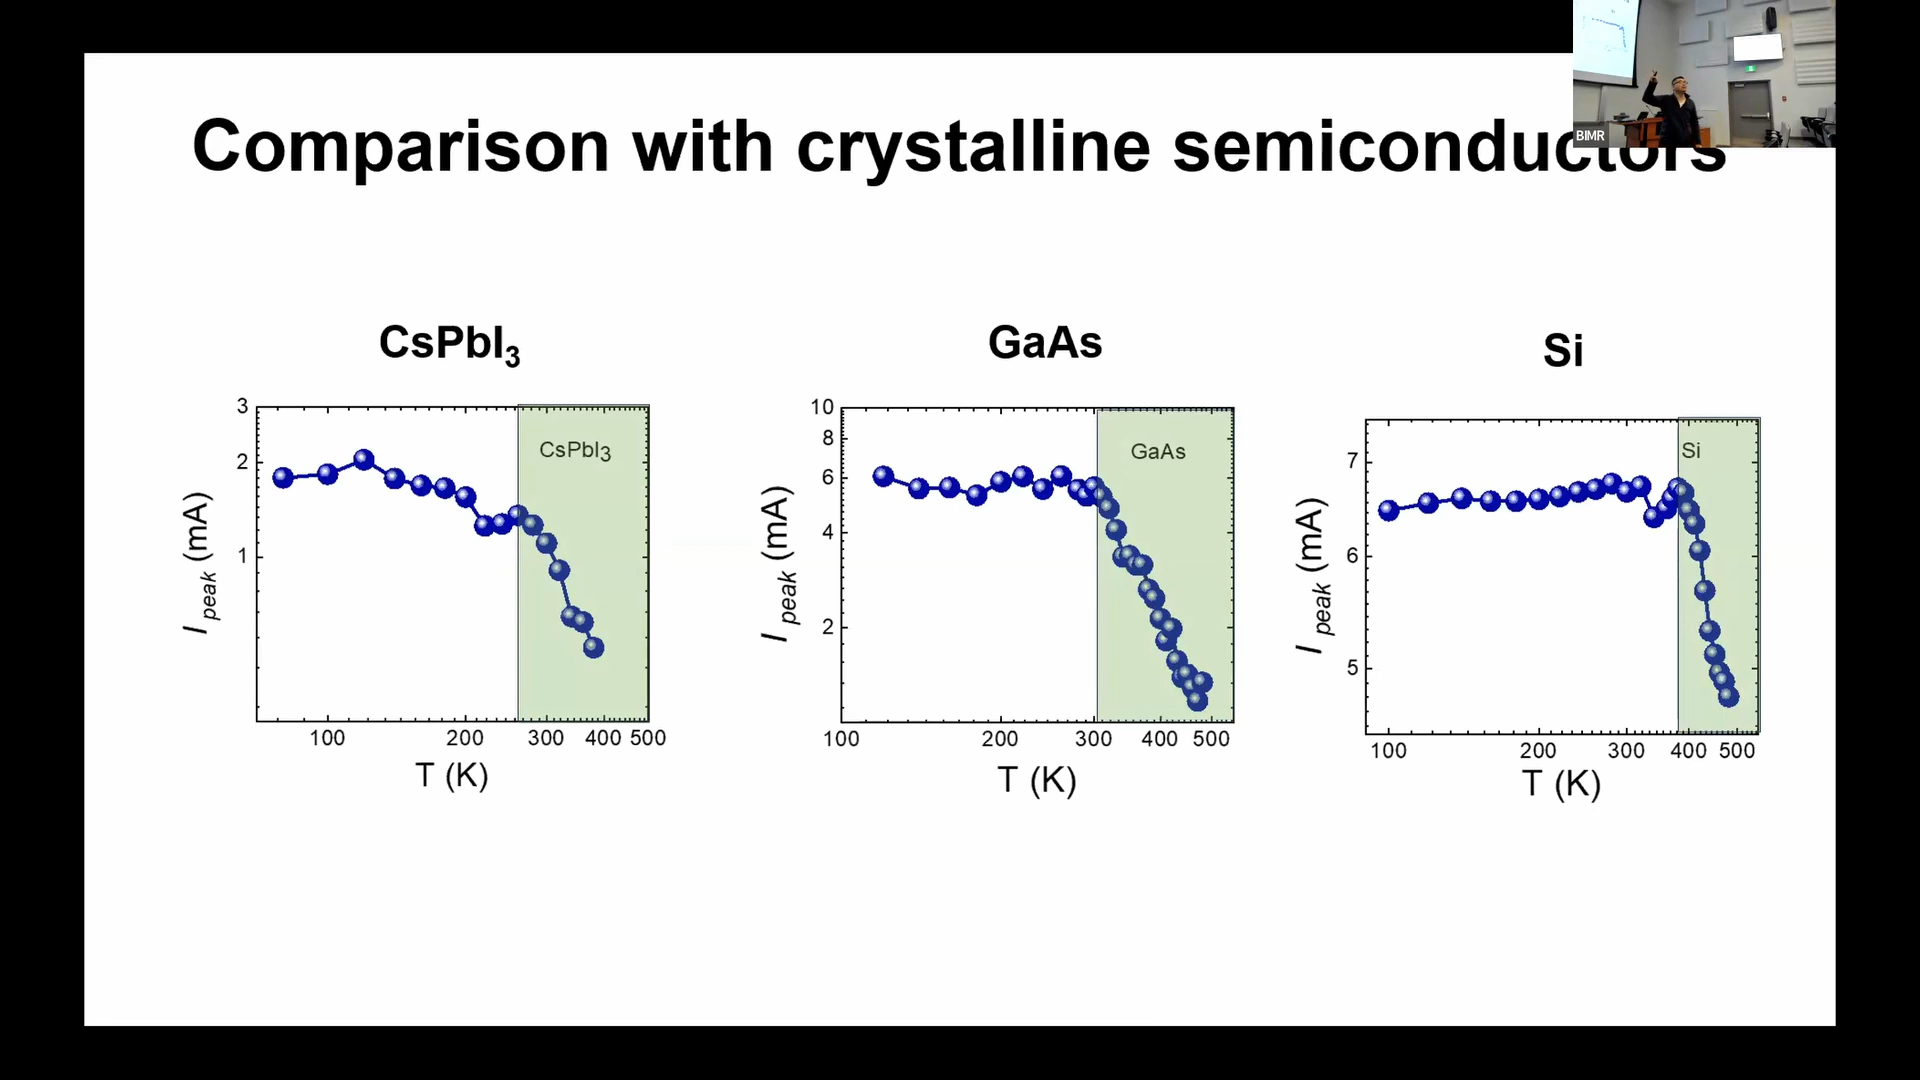 BIMR
Comparison with crystalline semiconductors
CsPbI3
GaAs
Si
3
2
1
I peak (mA)
CsPbI3
100 200 300 400 500
T (K)
10
8
6
4
2
I peak (mA)
GaAs
100 200 300 400 500
T (K)
7
6
5
I peak (mA)
Si
100 200 300 400 500
T (K)